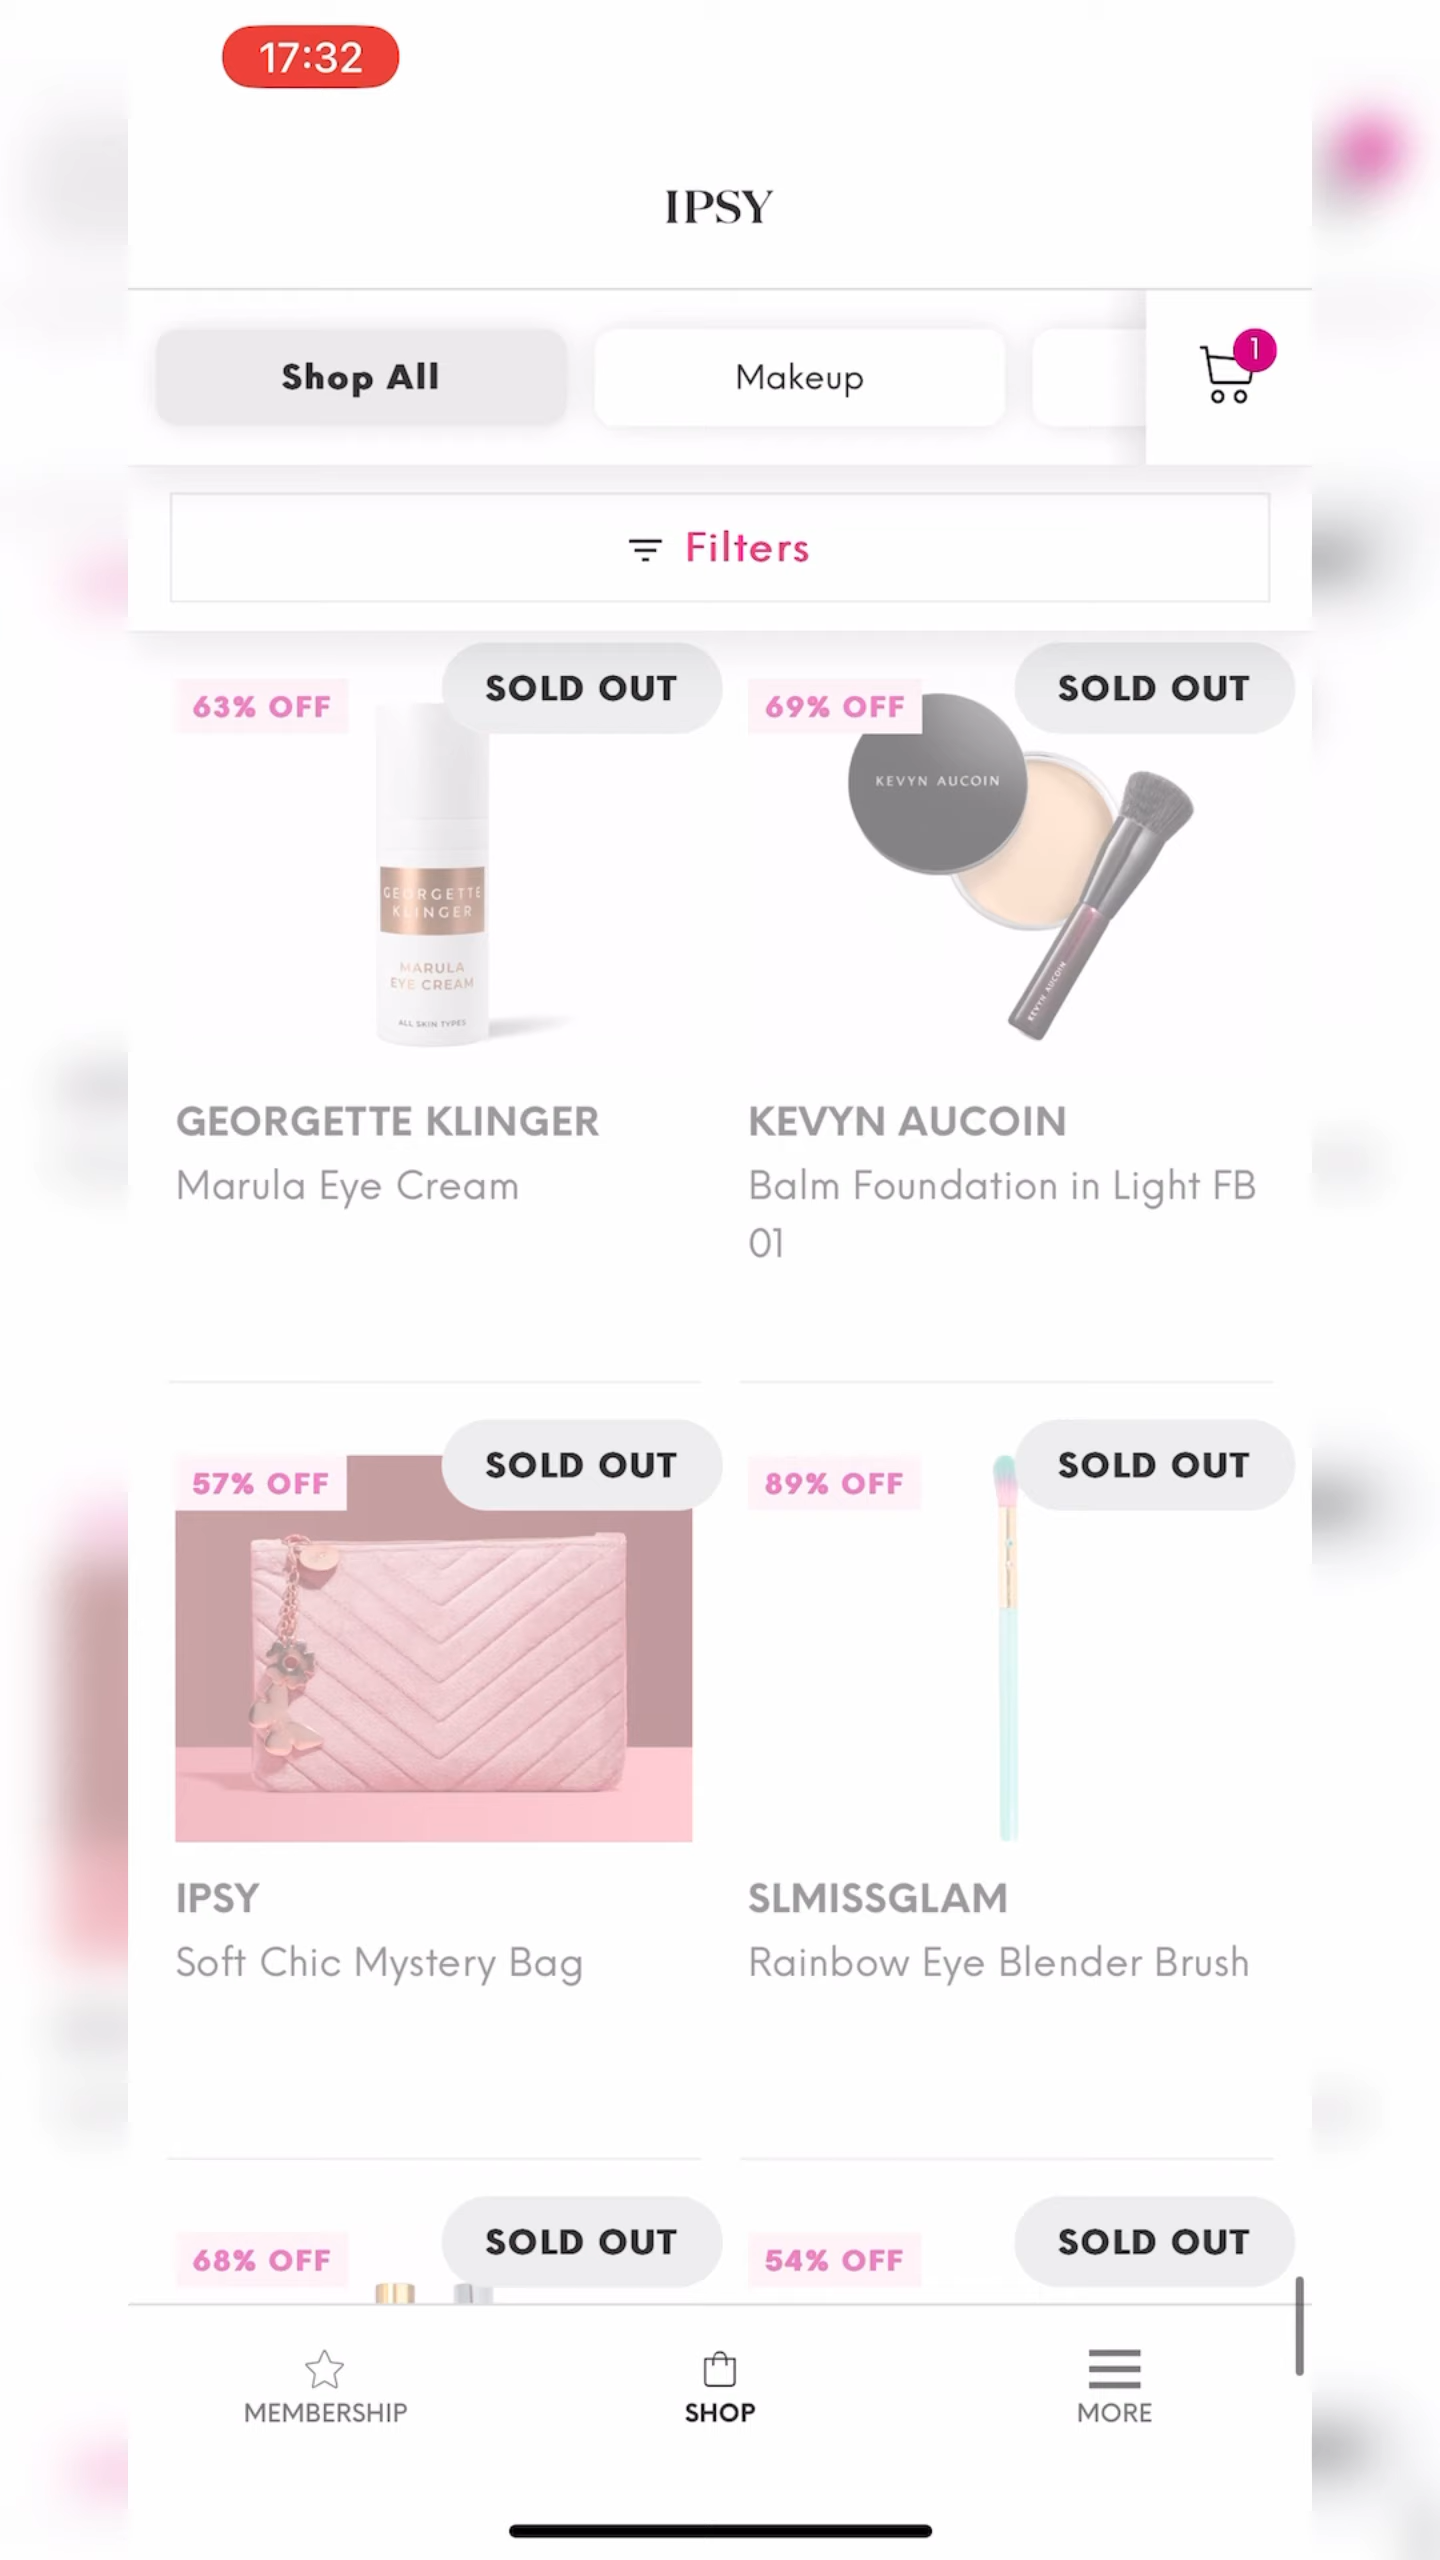 17:32
IPSY
Shop All
Makeup
1
Filters
63% OFF
SOLD OUT
69% OFF
SOLD OUT
KEVYN AUCOIN
GEORGETTE
KLINGER
MARULA
EYE CREAM
ALL SKIN TYPES
KEVYN AUCOIN
GEORGETTE KLINGER
Marula Eye Cream
KEVYN AUCOIN
Balm Foundation in Light FB
01
57% OFF
SOLD OUT
89% OFF
SOLD OUT
IPSY
Soft Chic Mystery Bag
SLMISSGLAM
Rainbow Eye Blender Brush
68% OFF
SOLD OUT
54% OFF
SOLD OUT
MEMBERSHIP
SHOP
MORE